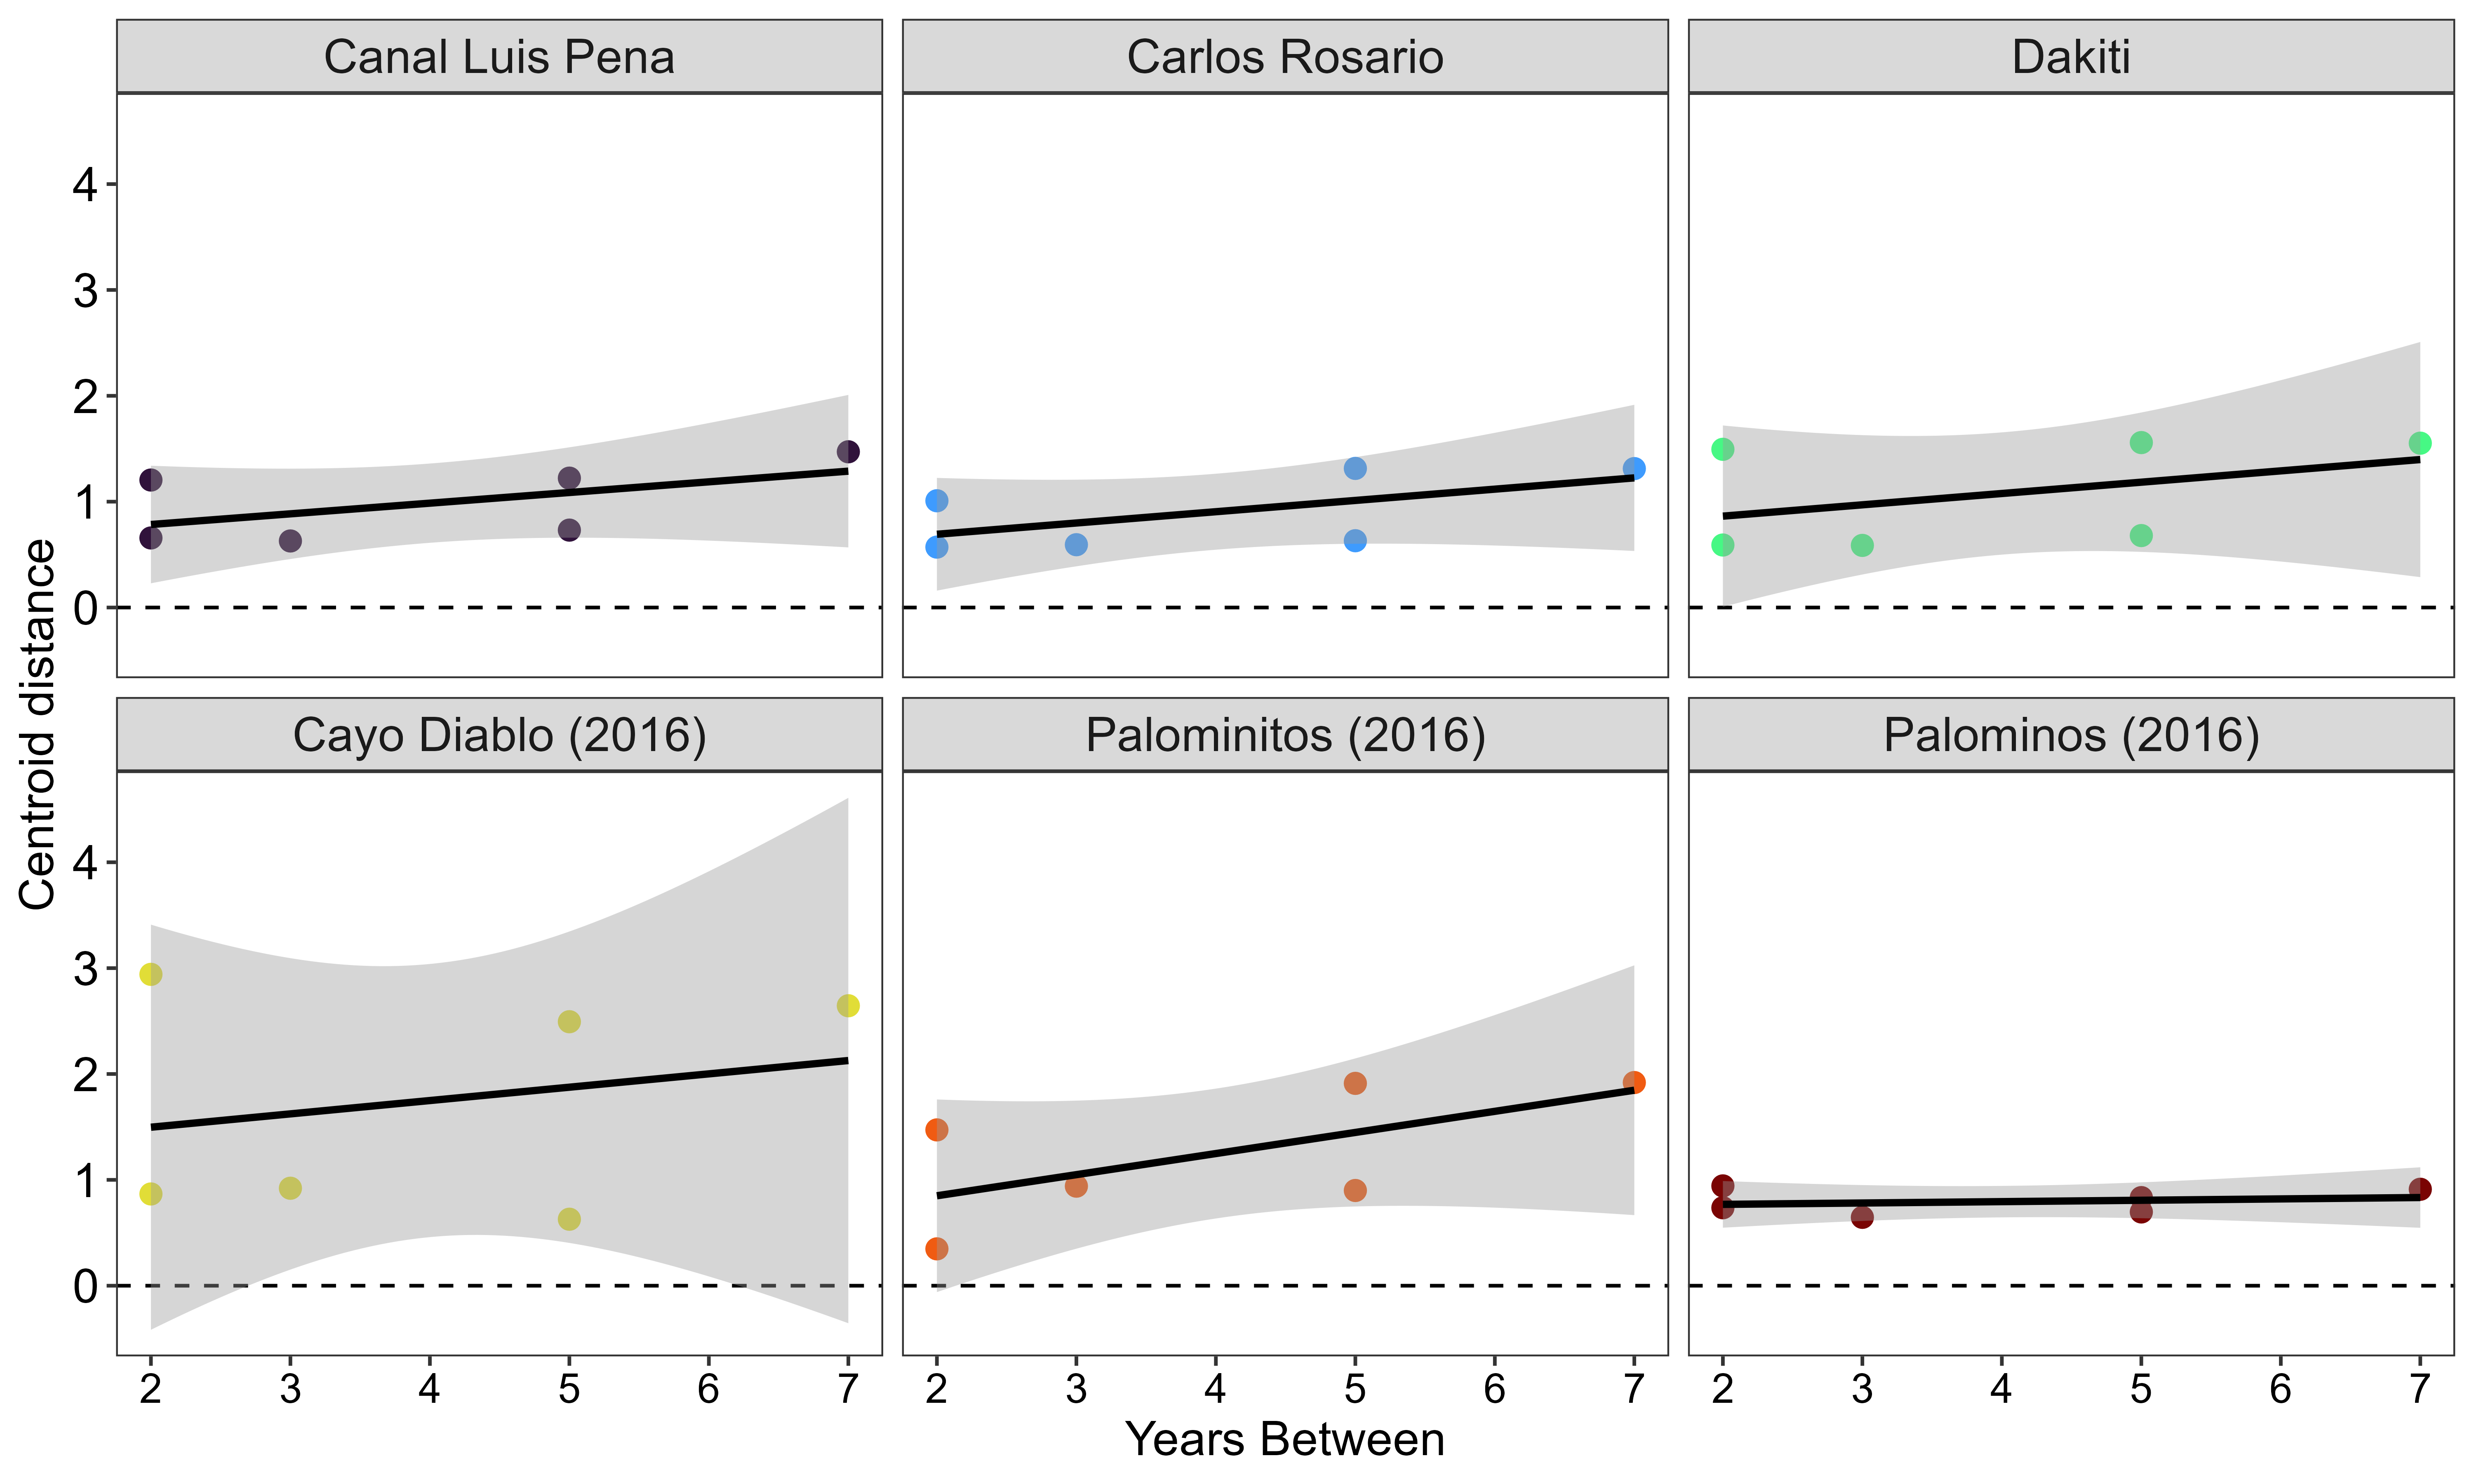 Canal Luis Pena
Carlos Rosario
Dakiti
4
3
2
1
0
Cayo Diablo (2016)
Palominitos (2016)
Palominos (2016)
4
3
2
1
0
Centroid distance
2 3 4 5 6 7
2 3 4 5 6 7
2 3 4 5 6 7
Years Between